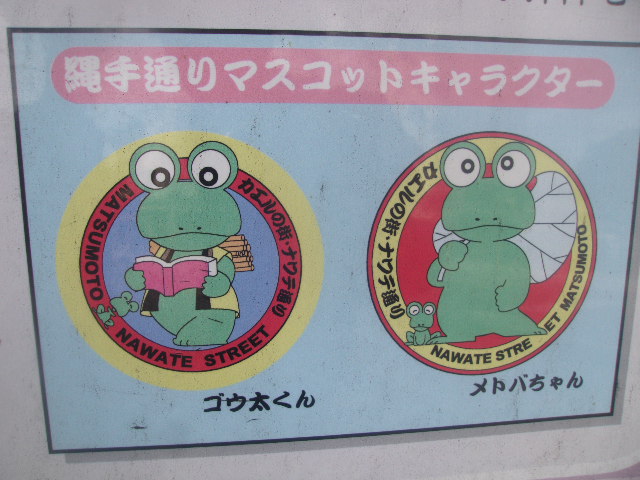 縄手通りマスコットキャラクター
MATSUMOTO
カエルの街・ナワテ通り
NAWATE STREET
カエルの街・ナワテ通り
NAWATE STREET MATSUMOTO
ゴウ太くん
メトバちゃん